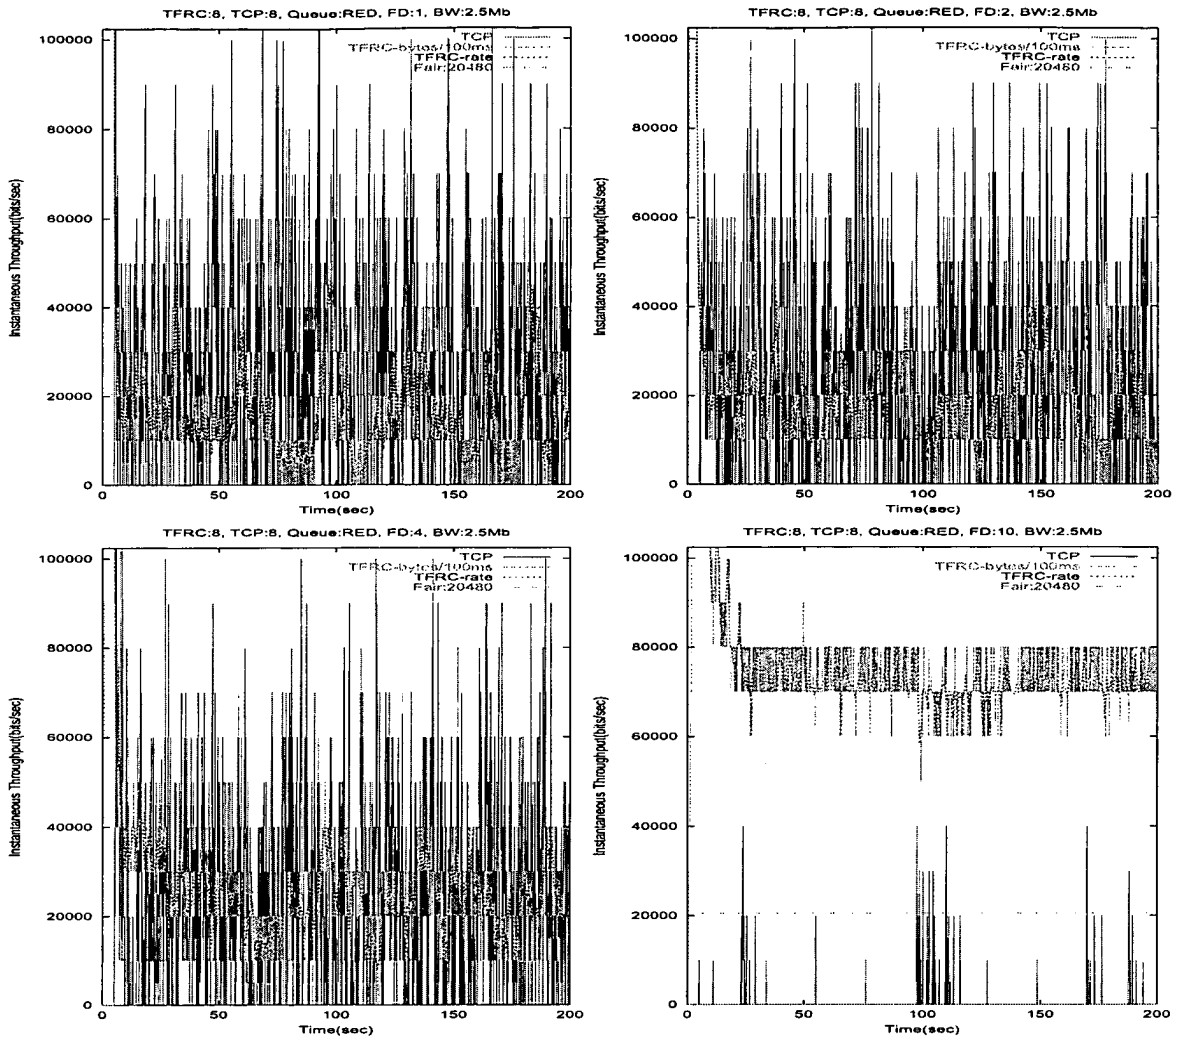 TFRC:8, TCP:8, Queue:RED, FD:1, BW:2.5Mb
TCP
TFRC-bytes/100ms
TFRC-rate
Fair:20480
100000
80000
60000
40000
20000
0
Instantaneous Throughput(bits/sec)
0 50 100 150 200
Time(sec)
TFRC:8, TCP:8, Queue:RED, FD:2, BW:2.5Mb
TCP
TFRC-bytes/100ms
TFRC-rate
Fair:20480
100000
80000
60000
40000
20000
0
Instantaneous Throughput(bits/sec)
0 50 100 150 200
Time(sec)
TFRC:8, TCP:8, Queue:RED, FD:4, BW:2.5Mb
TCP
TFRC-bytes/100ms
TFRC-rate
Fair:20480
100000
80000
60000
40000
20000
0
Instantaneous Throughput(bits/sec)
0 50 100 150 200
Time(sec)
TFRC:8, TCP:8, Queue:RED, FD:10, BW:2.5Mb
TCP
TFRC-bytes/100ms
TFRC-rate
Fair:20480
100000
80000
60000
40000
20000
0
Instantaneous Throughput(bits/sec)
0 50 100 150 200
Time(sec)